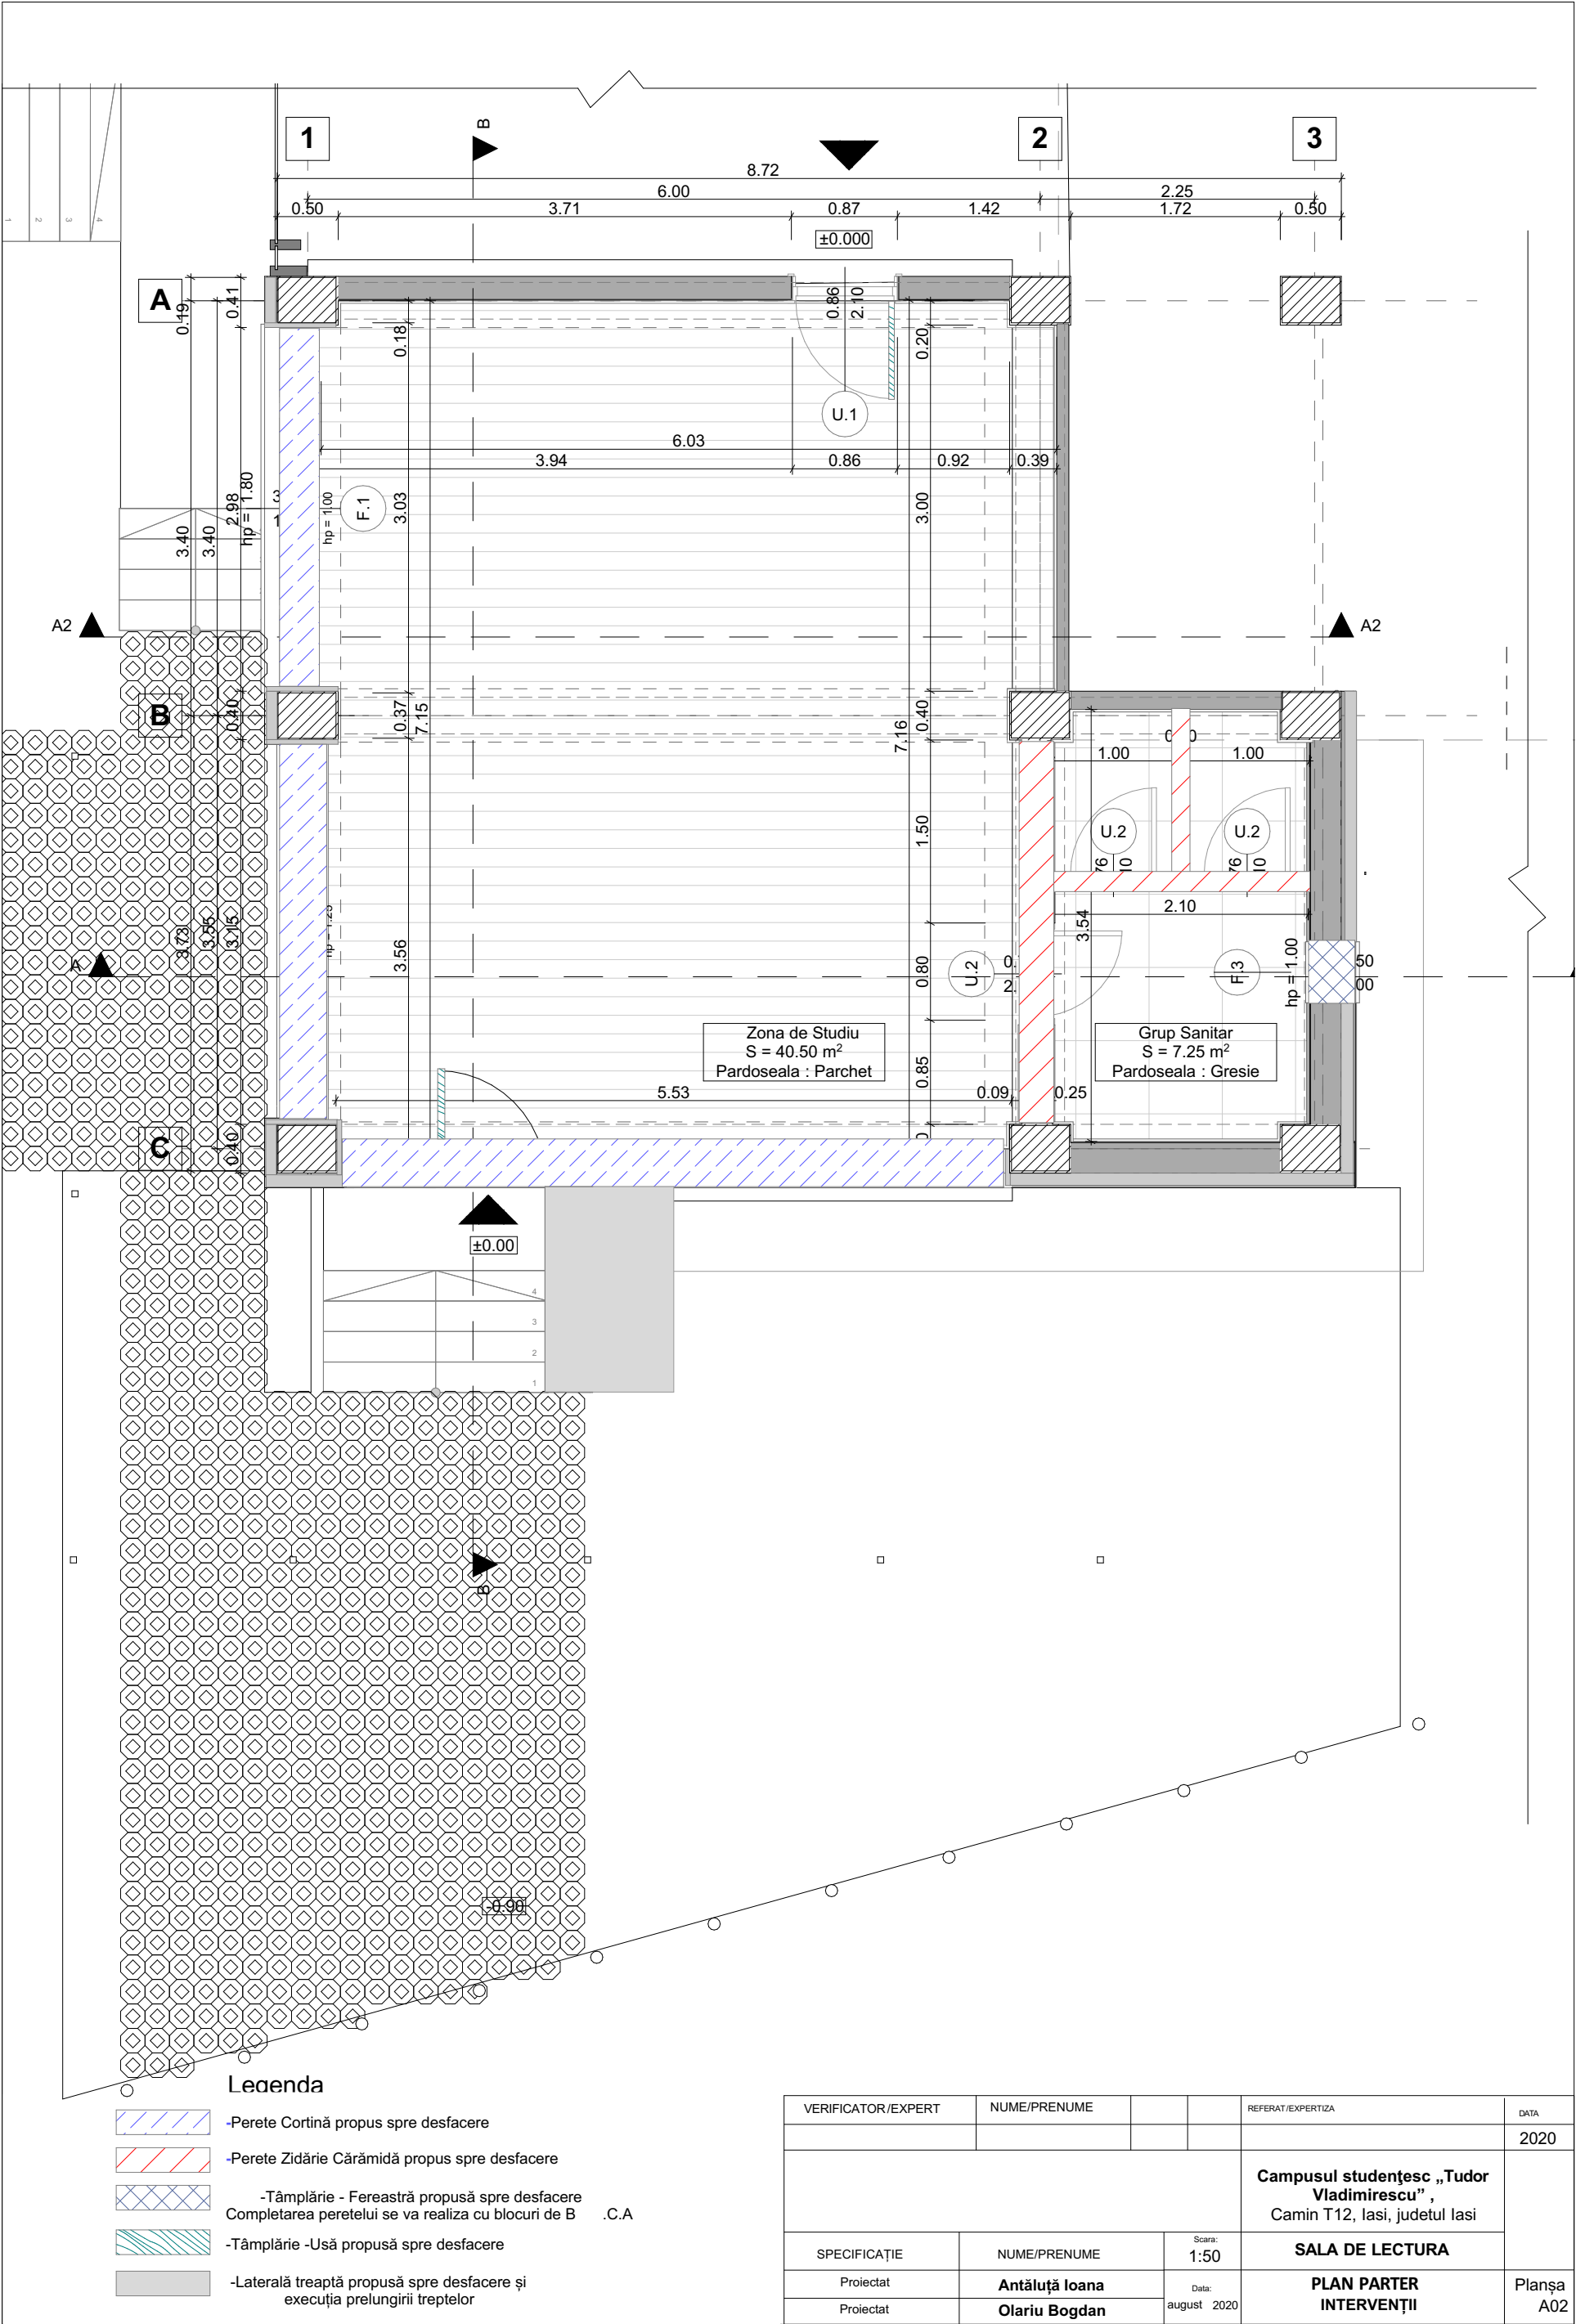 1
2
3
B
8.72
6.00
2.25
0.50
3.71
0.87
1.42
1.72
0.50
±0.000
1
2
3
4
A
0.19
0.41
0.18
0.86
2.10
0.20
U.1
6.03
3.94
0.86
0.92
0.39
3.40
3.40
2.98
hp = 1.80
hp = 1.00
F.1
3.03
3.00
A2
A2
B
0.40
0.37
7.15
7.16
0.40
1.00
1.00
U.2
U.2
1.50
2.10
3.54
3.73
3.55
3.15
3.56
A
U.2
0.80
F.3
hp = 1.00
Zona de Studiu
S = 40.50 m²
Pardoseala : Parchet
Grup Sanitar
S = 7.25 m²
Pardoseala : Gresie
0.85
5.53
0.09
0.25
C
0.40
±0.00
4
3
2
1
B
-0.90
Legenda
-Perete Cortină propus spre desfacere
-Perete Zidărie Cărămidă propus spre desfacere
-Tâmplărie - Fereastră propusă spre desfacere
Completarea peretelui se va realiza cu blocuri de B .C.A
-Tâmplărie -Usă propusă spre desfacere
-Laterală treaptă propusă spre desfacere și
execuția prelungirii treptelor
VERIFICATOR/EXPERT NUME/PRENUME REFERAT/EXPERTIZA DATA
2020
Campusul studenţesc „Tudor
Vladimirescu” ,
Camin T12, Iasi, judetul Iasi
SPECIFICAŢIE NUME/PRENUME Scara: 1:50 SALA DE LECTURA
Proiectat Antăluță Ioana Data: august 2020 PLAN PARTER INTERVENȚII Planșa A02
Proiectat Olariu Bogdan